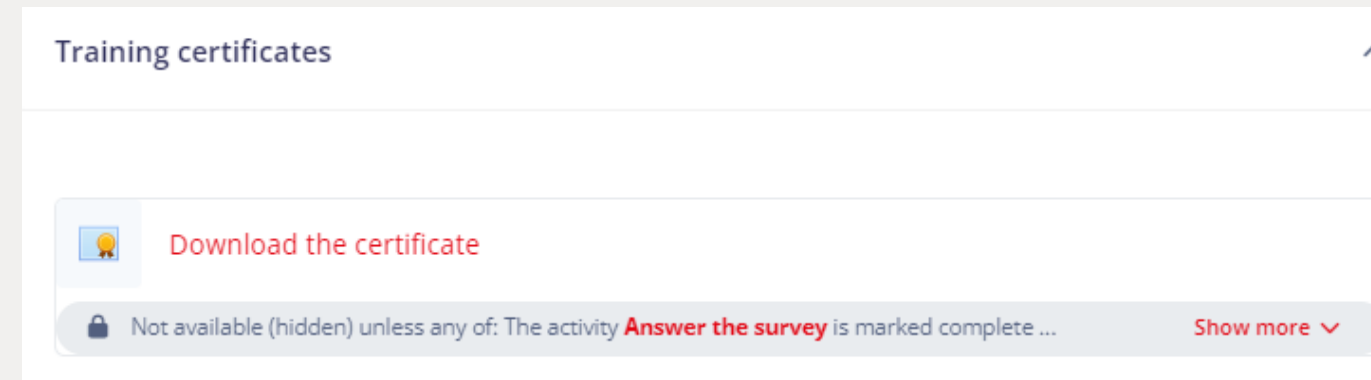 Training certificates
Download the certificate
Not available (hidden) unless any of: The activity Answer the survey is marked complete ...
Show more